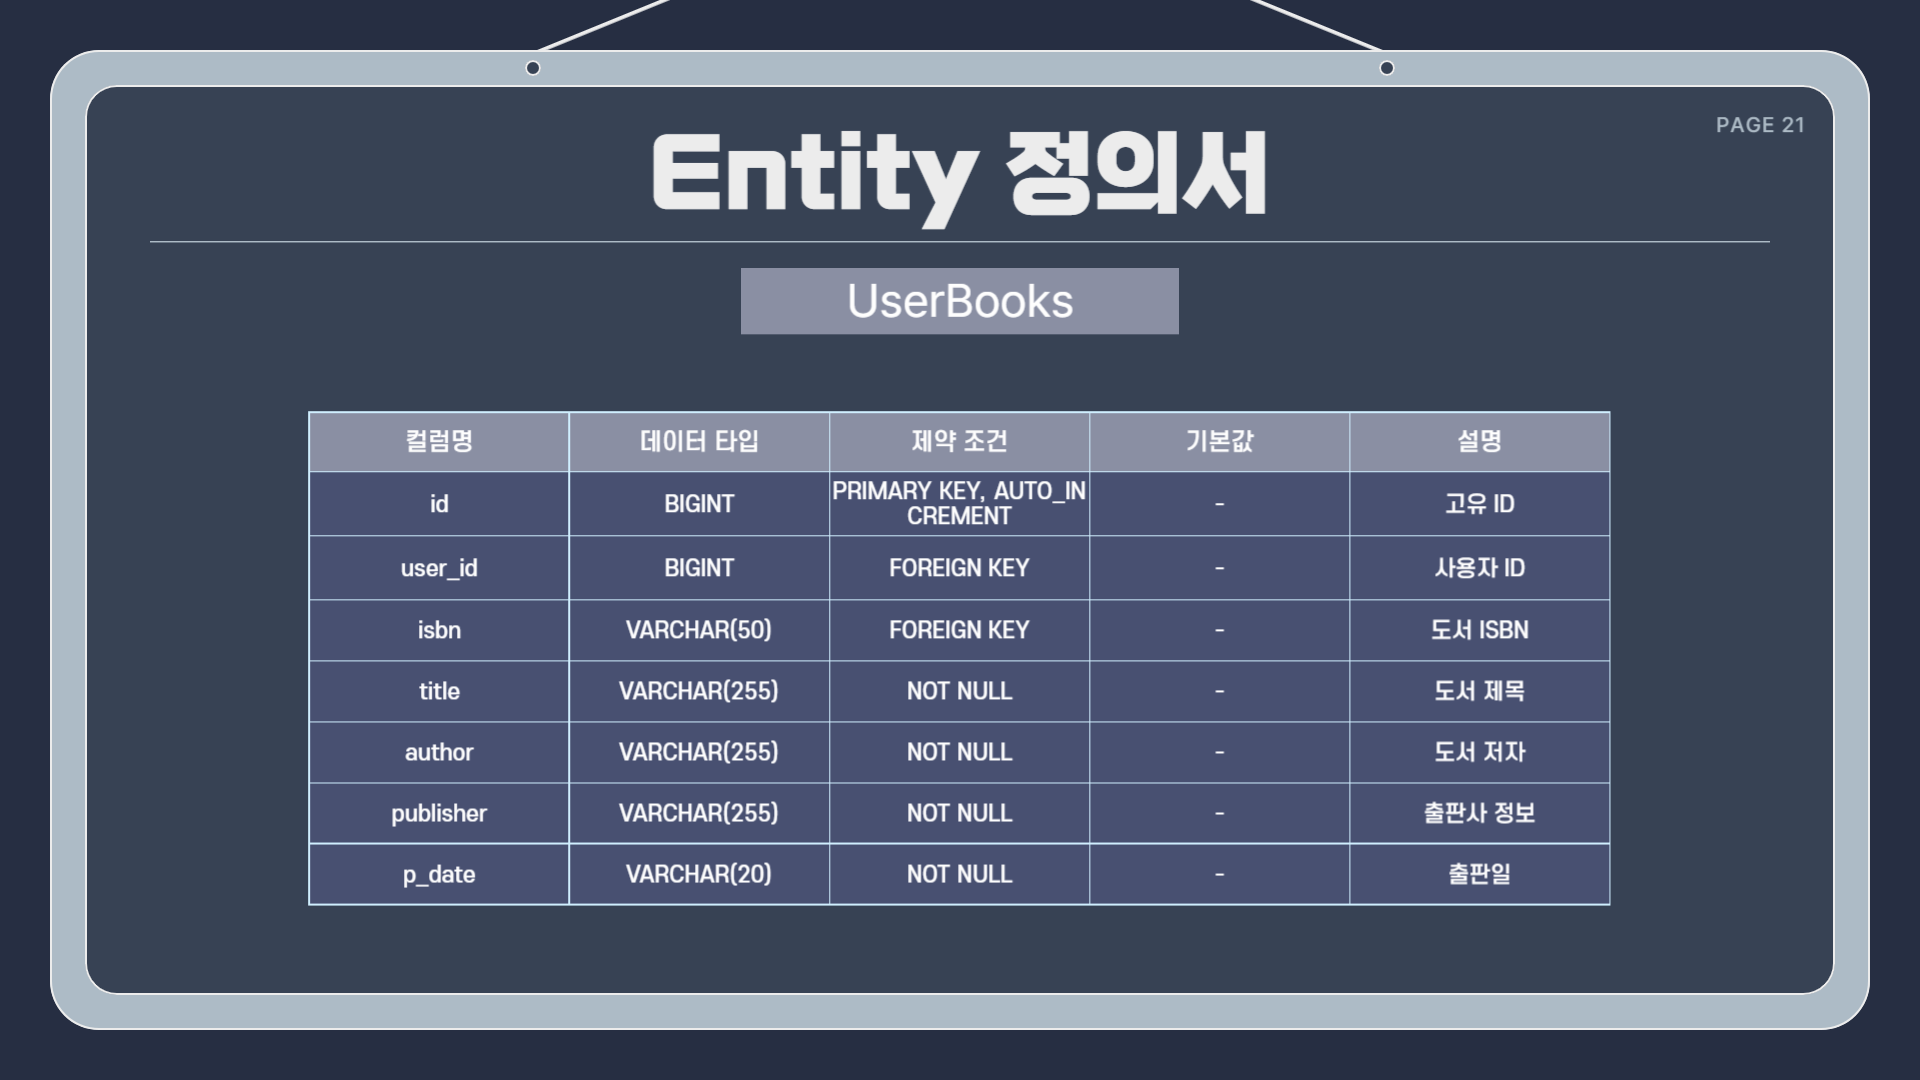 PAGE 21
Entity 정의서
UserBooks
컬럼명 데이터 타입 제약 조건 기본값 설명
id BIGINT PRIMARY KEY, AUTO_IN
CREMENT - 고유 ID
user_id BIGINT FOREIGN KEY - 사용자 ID
isbn VARCHAR(50) FOREIGN KEY - 도서 ISBN
title VARCHAR(255) NOT NULL - 도서 제목
author VARCHAR(255) NOT NULL - 도서 저자
publisher VARCHAR(255) NOT NULL - 출판사 정보
p_date VARCHAR(20) NOT NULL - 출판일